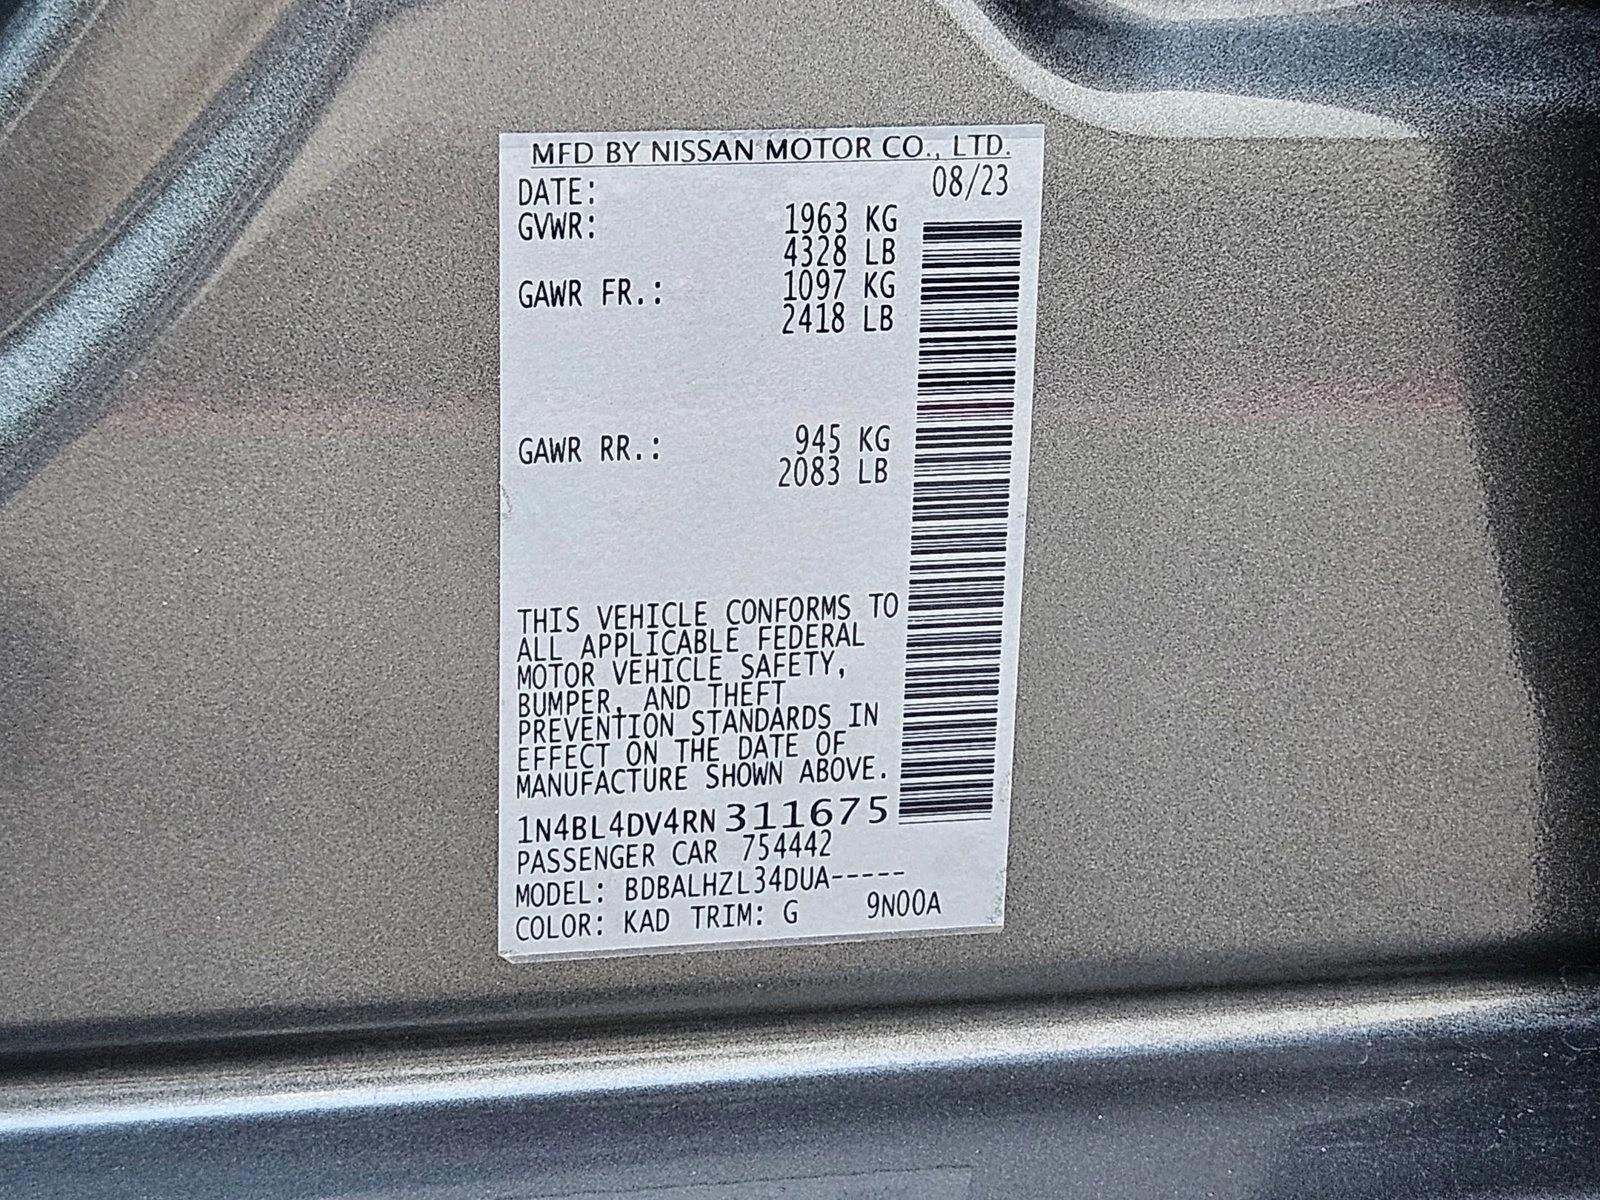 MFD BY NISSAN MOTOR CO., LTD.
DATE: 08/23
GVWR: 1963 KG
4328 LB
GAWR FR.: 1097 KG
2418 LB
GAWR RR.: 945 KG
2083 LB
THIS VEHICLE CONFORMS TO
ALL APPLICABLE FEDERAL
MOTOR VEHICLE SAFETY,
BUMPER, AND THEFT
PREVENTION STANDARDS IN
EFFECT ON THE DATE OF
MANUFACTURE SHOWN ABOVE.
1N4BL4DV4RN311675
PASSENGER CAR 754442
MODEL: BDBALHZL34DUA-----
COLOR: KAD TRIM: G 9N00A